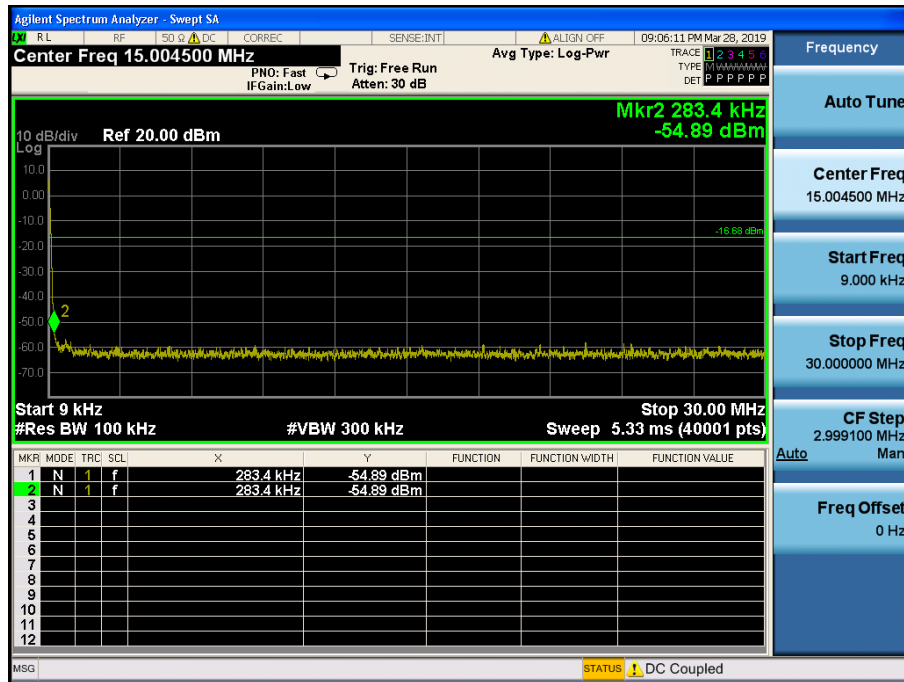 Agilent Spectrum Analyzer - Swept SA
LXI RL RF 50 Ω DC CORREC SENSE:INT ALIGN OFF 09:06:11 PM Mar 28, 2019
Center Freq 15.004500 MHz
PNO: Fast
IFGain:Low
Trig: Free Run
Atten: 30 dB
Avg Type: Log-Pwr
TRACE 1 2 3 4 5 6
TYPE M WWWWW
DET P P P P P P
Mkr2 283.4 kHz
-54.89 dBm
10 dB/div Ref 20.00 dBm
Log
10.0
0.00
-10.0
-16.68 dBm
-20.0
-30.0
-40.0
2
-50.0
-60.0
-70.0
Start 9 kHz Stop 30.00 MHz
#Res BW 100 kHz #VBW 300 kHz Sweep 5.33 ms (40001 pts)
MKR MODE TRC SCL X Y FUNCTION FUNCTION WIDTH FUNCTION VALUE
1 N 1 f 283.4 kHz -54.89 dBm
2 N 1 f 283.4 kHz -54.89 dBm
3
4
5
6
7
8
9
10
11
12
MSG STATUS DC Coupled
Frequency
Auto Tune
Center Freq
15.004500 MHz
Start Freq
9.000 kHz
Stop Freq
30.000000 MHz
CF Step
2.999100 MHz
Auto Man
Freq Offset
0 Hz